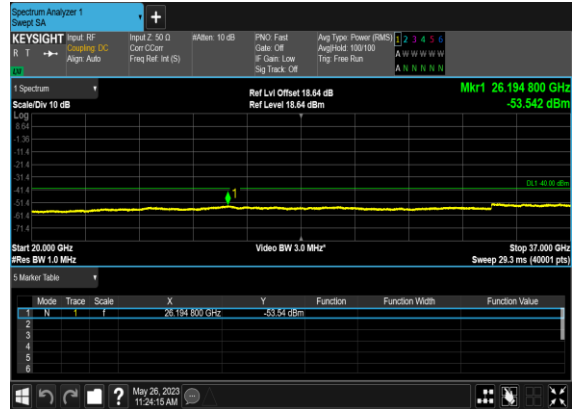 Spectrum Analyzer 1
Swept SA
+
KEYSIGHT
R T
Input: RF
Coupling: DC
Align: Auto
Input Z: 50 Ω
Corr CCorr
Freq Ref: Int (S)
#Atten: 10 dB
PNO: Fast
Gate: Off
IF Gain: Low
Sig Track: Off
Avg Type: Power (RMS)
Avg|Hold: 100/100
Trig: Free Run
1 2 3 4 5 6
A W W W W W
A N N N N N
1 Spectrum
Scale/Div 10 dB
Ref Lvl Offset 18.64 dB
Ref Level 18.64 dBm
Mkr1 26.194 800 GHz
-53.542 dBm
Log
8.64
-1.36
-11.4
-21.4
-31.4
-41.4
-51.4
-61.4
-71.4
DL1 -40.00 dBm
1
Start 20.000 GHz
#Res BW 1.0 MHz
Video BW 3.0 MHz*
Stop 37.000 GHz
Sweep 29.3 ms (40001 pts)
5 Marker Table
Mode Trace Scale X Y Function Function Width Function Value
1 N 1 f 26.194 800 GHz -53.54 dBm
2
3
4
5
6
?
May 26, 2023
11:24:15 AM